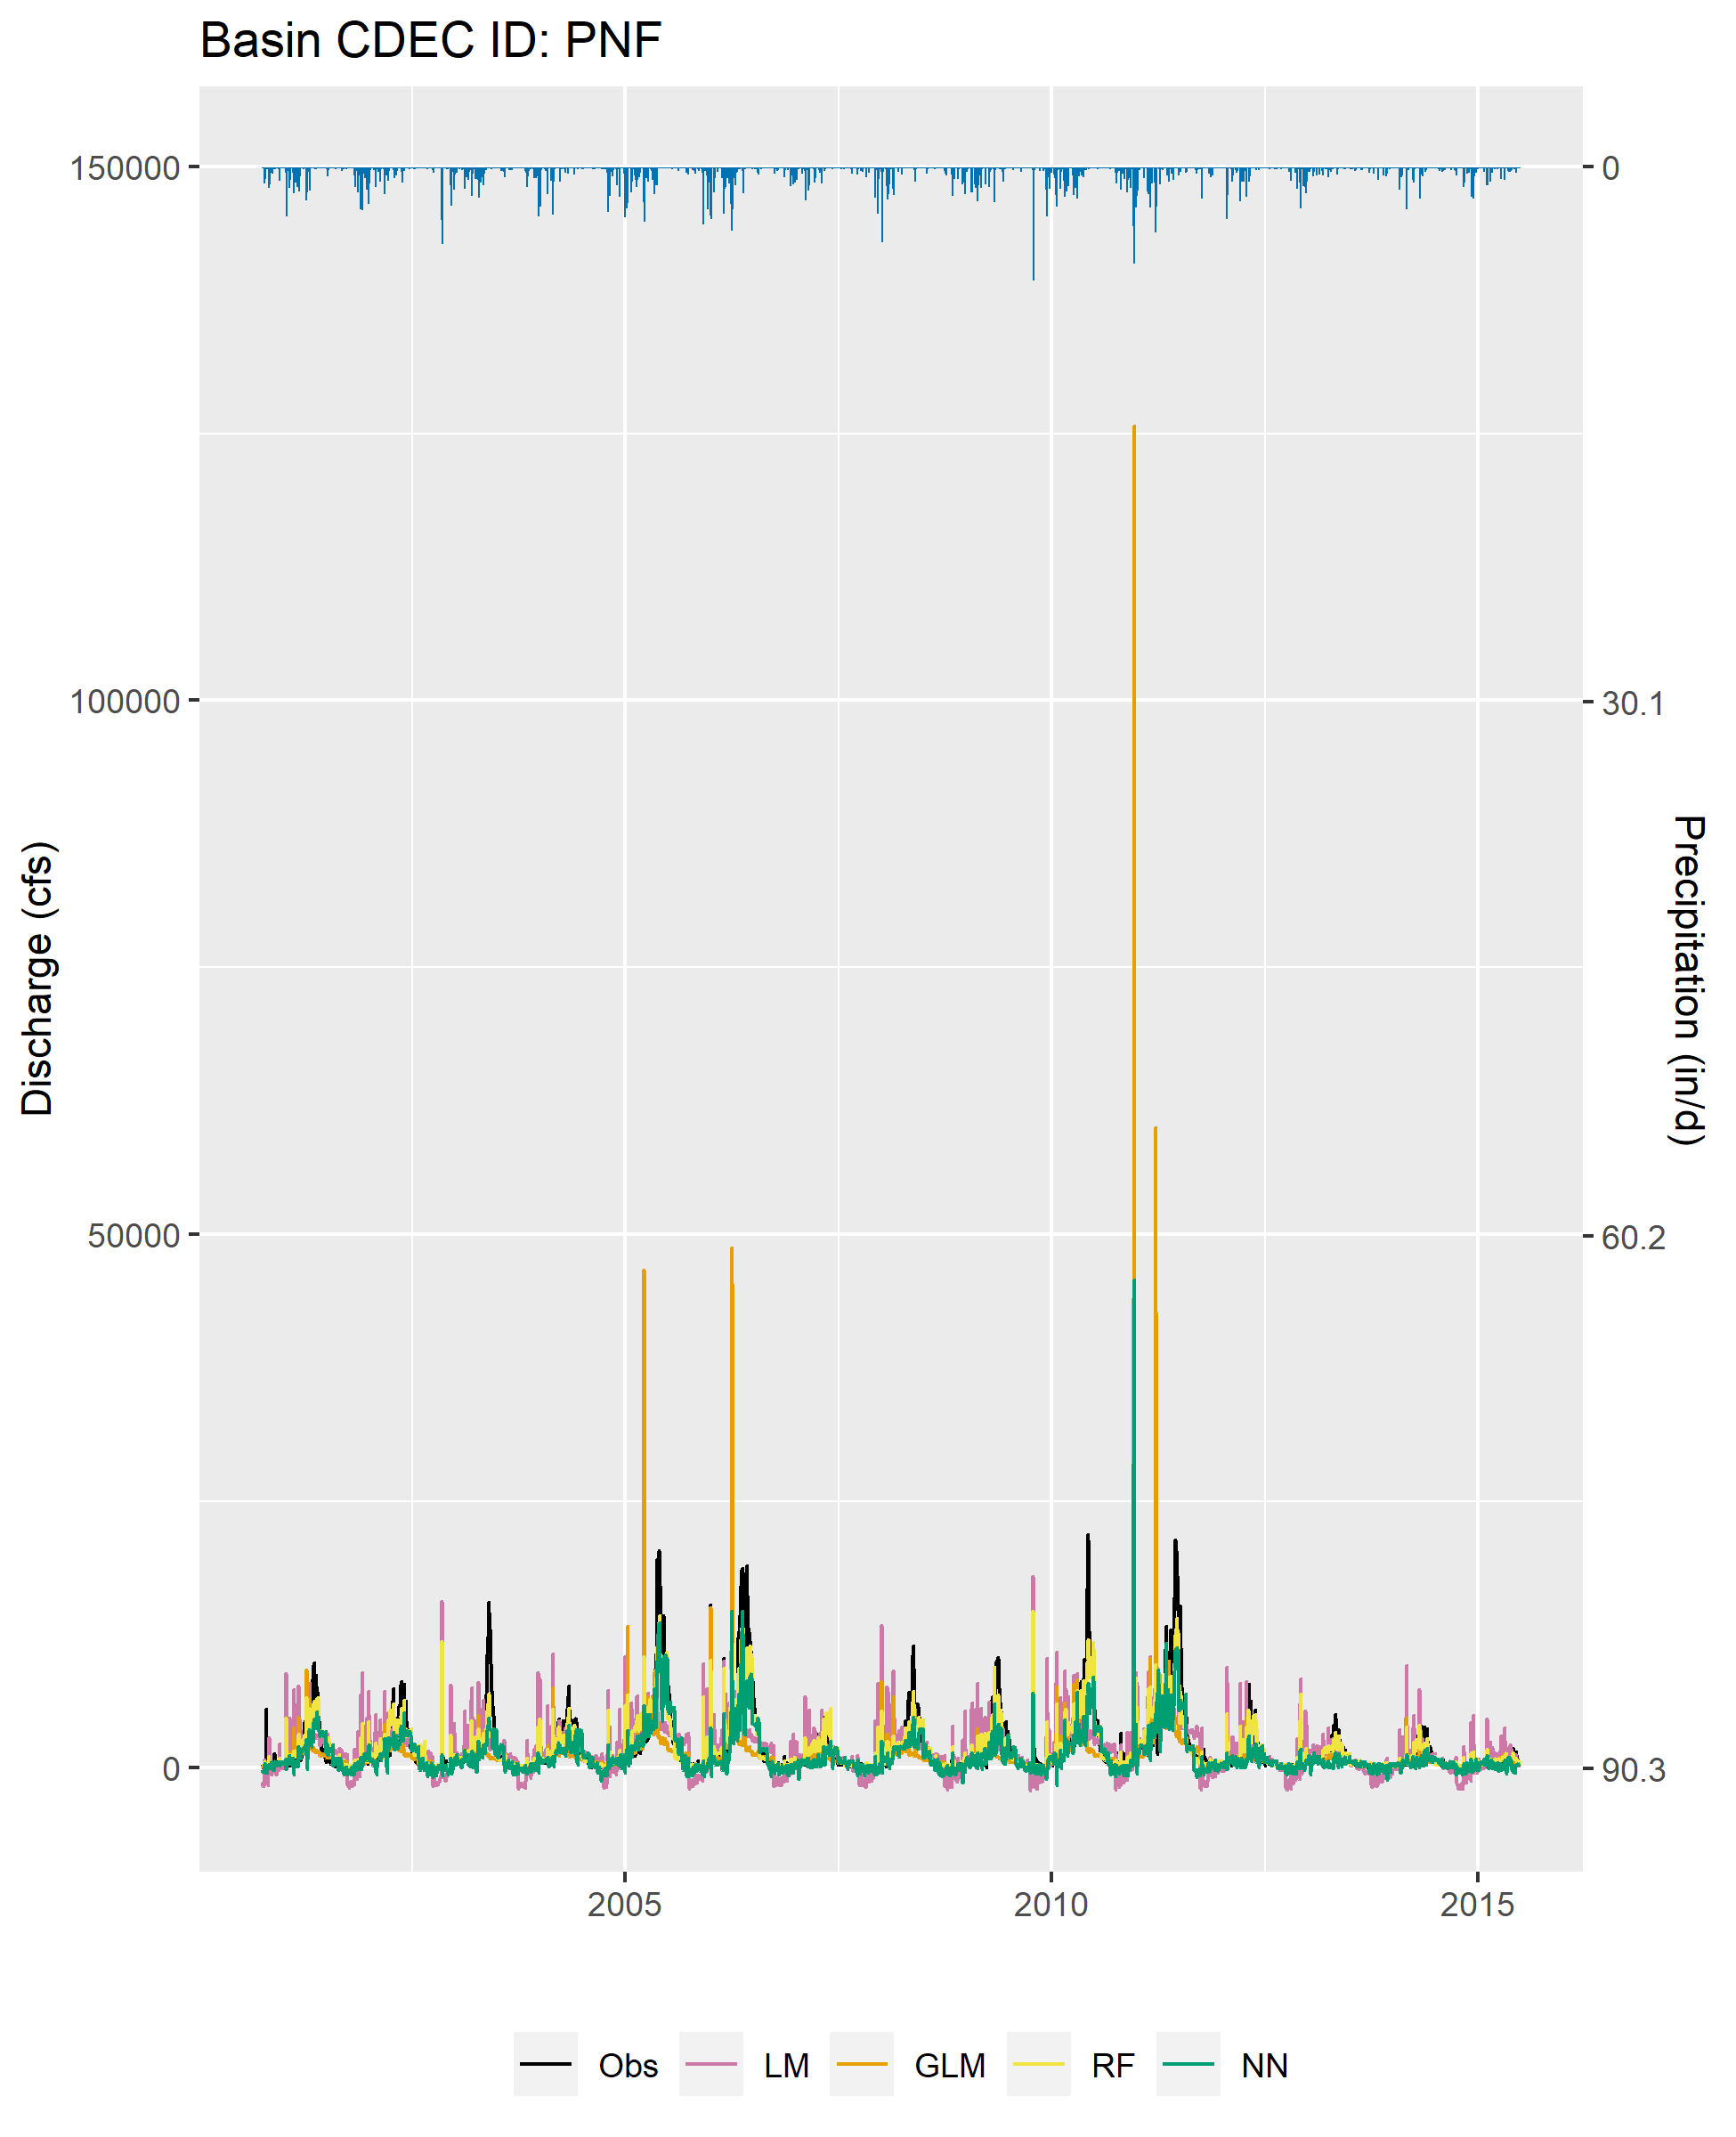 Basin CDEC ID: PNF
150000
100000
50000
0
Discharge (cfs)
0
30.1
60.2
90.3
Precipitation (in/d)
2005
2010
2015
Obs
LM
GLM
RF
NN